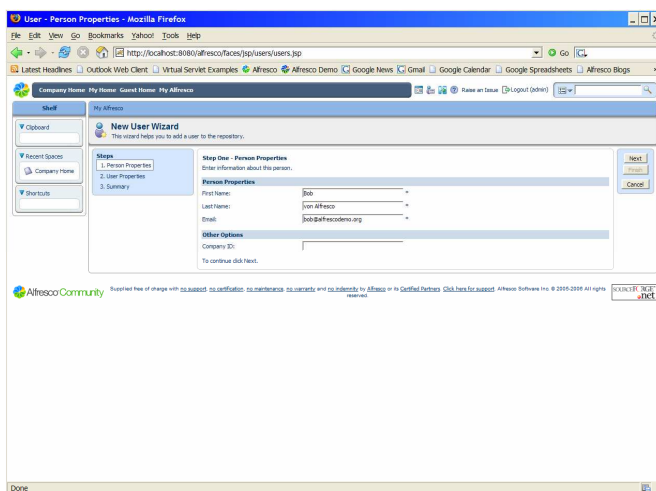 User - Person Properties - Mozilla Firefox
File Edit View Go Bookmarks Yahoo! Tools Help
http://localhost:8080/alfresco/faces/jsp/users/users.jsp Go
Latest Headlines Outlook Web Client Virtual Servlet Examples Alfresco Alfresco Demo Google News Gmail Google Calendar Google Spreadsheets Alfresco Blogs
Company Home My Home Guest Home My Alfresco Raise an Issue Logout (admin)
Shelf
My Alfresco
Clipboard
New User Wizard
This wizard helps you to add a user to the repository.
Recent Spaces
Company Home
Shortcuts
Steps
1. Person Properties
2. User Properties
3. Summary
Step One - Person Properties
Enter information about this person.
Person Properties
First Name: Bob *
Last Name: von Alfresco *
Email: bob@alfrescodemo.org *
Other Options
Company ID:
To continue click Next.
Next
Finish
Cancel
Alfresco Community
Supplied free of charge with no support, no certification, no maintenance, no warranty and no indemnity by Alfresco or its Certified Partners. Click here for support. Alfresco Software Inc. © 2005-2006 All rights
reserved.
SOURCEFORGE
.net
Done